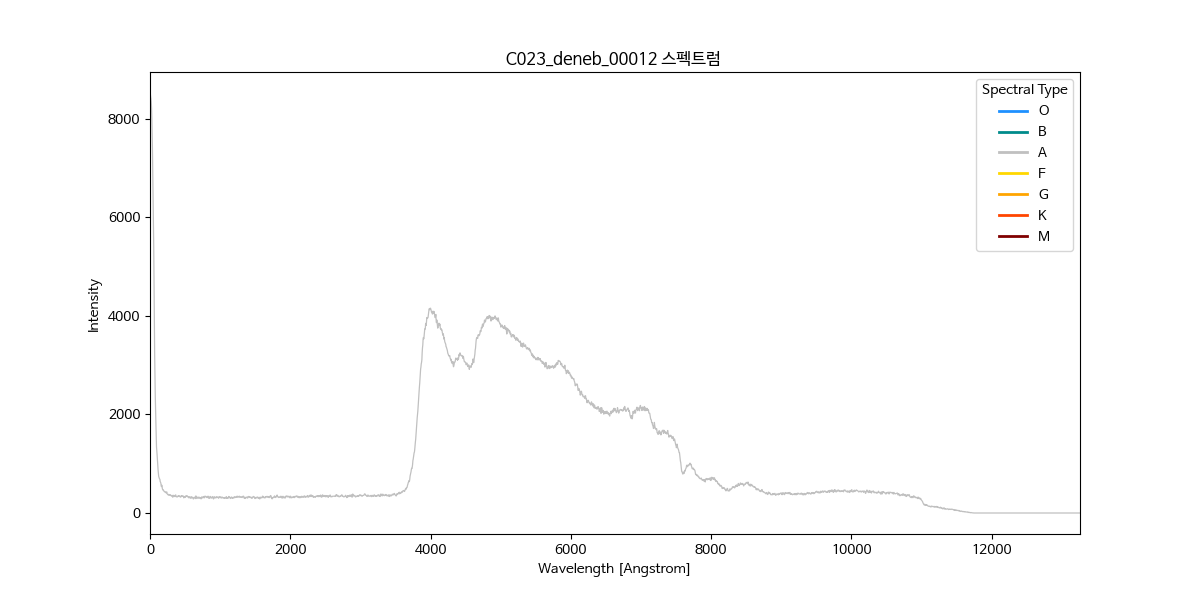 C023_deneb_00012 스펙트럼
Spectral Type
O
B
A
F
G
K
M
Intensity
8000
6000
4000
2000
0
0 2000 4000 6000 8000 10000 12000
Wavelength [Angstrom]